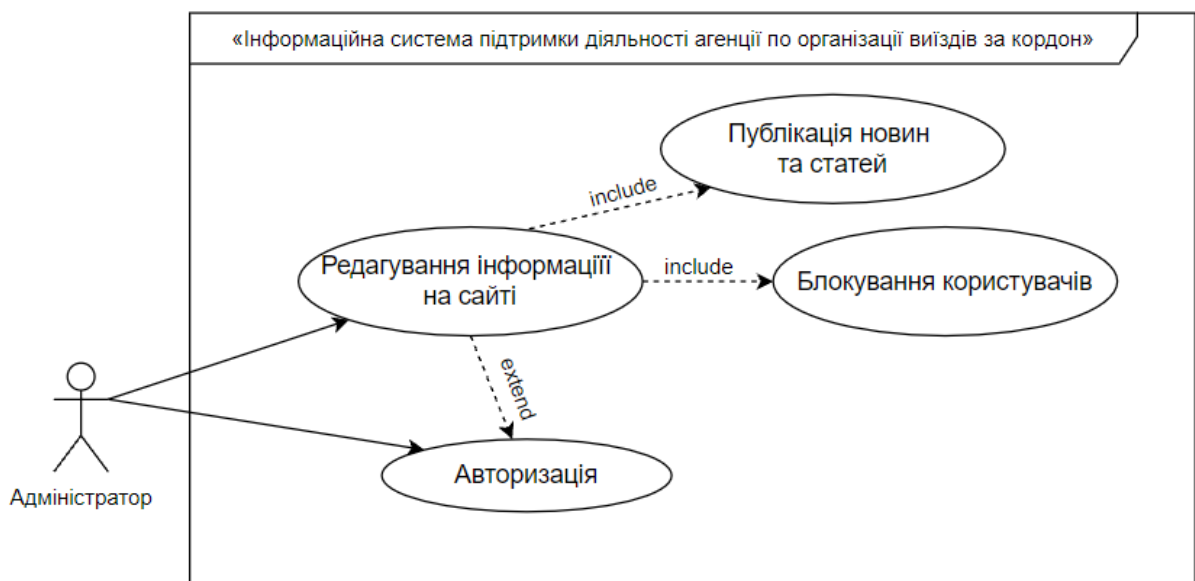 «Інформаційна система підтримки діяльності агенції по організації виїздів за кордон»
Публікація новин
та статей
include
Редагування інформаціїї
на сайті
include
Блокування користувачів
extend
Авторизація
Адміністратор